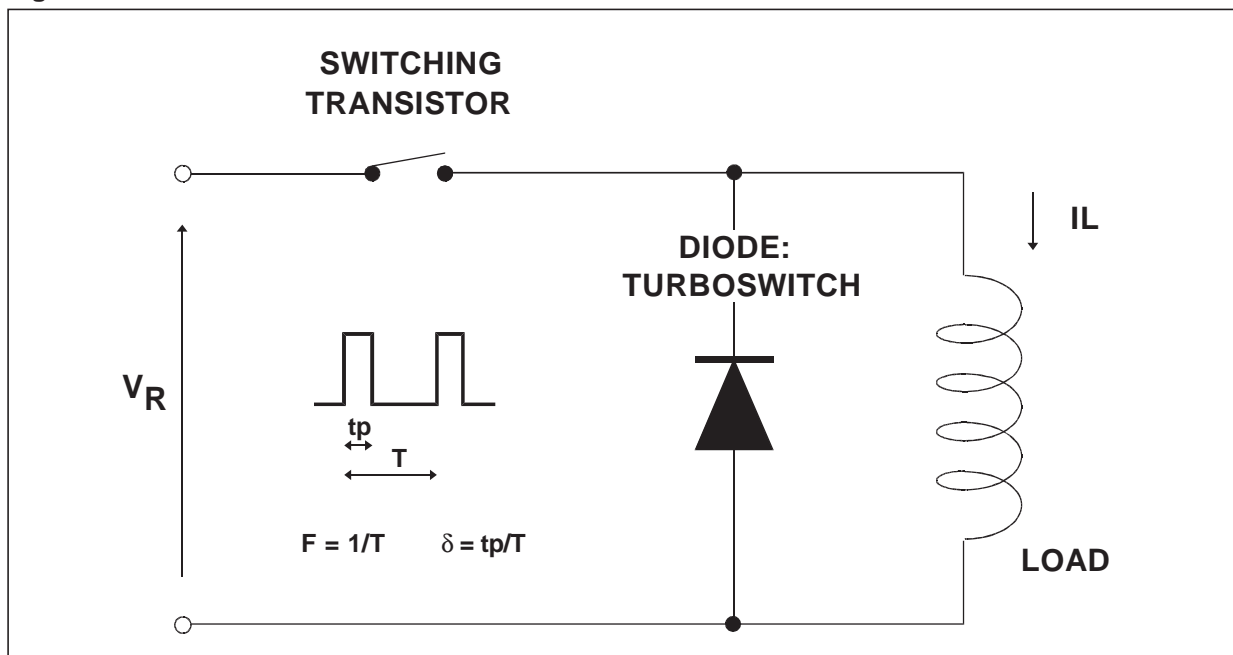 SWITCHING
TRANSISTOR
IL
DIODE:
TURBOSWITCH
VR
tp
T
F = 1/T δ = tp/T
LOAD